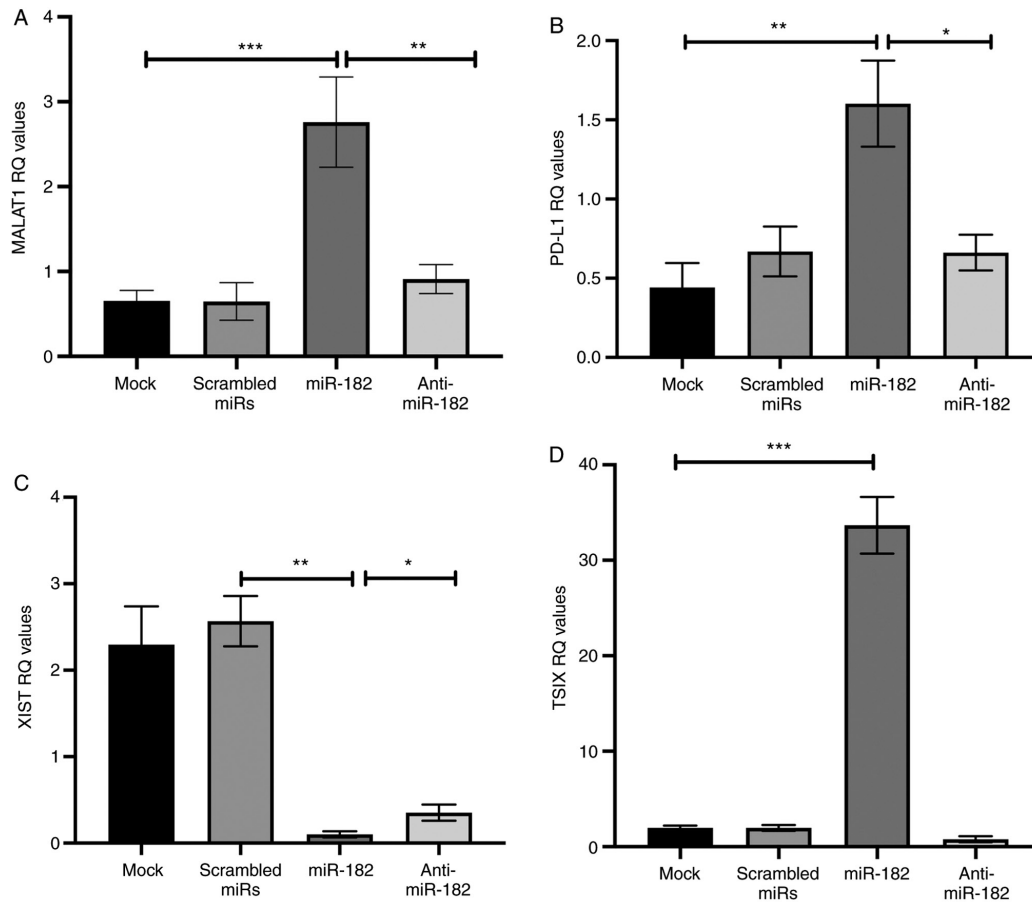 A
MALAT1 RQ values
4
3
2
1
0
***
**
Mock
Scrambled
miRs
miR-182
Anti-
miR-182
B
PD-L1 RQ values
2.0
1.5
1.0
0.5
0.0
**
*
Mock
Scrambled
miRs
miR-182
Anti-
miR-182
C
XIST RQ values
4
3
2
1
0
**
*
Mock
Scrambled
miRs
miR-182
Anti-
miR-182
D
TSIX RQ values
40
30
20
10
0
***
Mock
Scrambled
miRs
miR-182
Anti-
miR-182